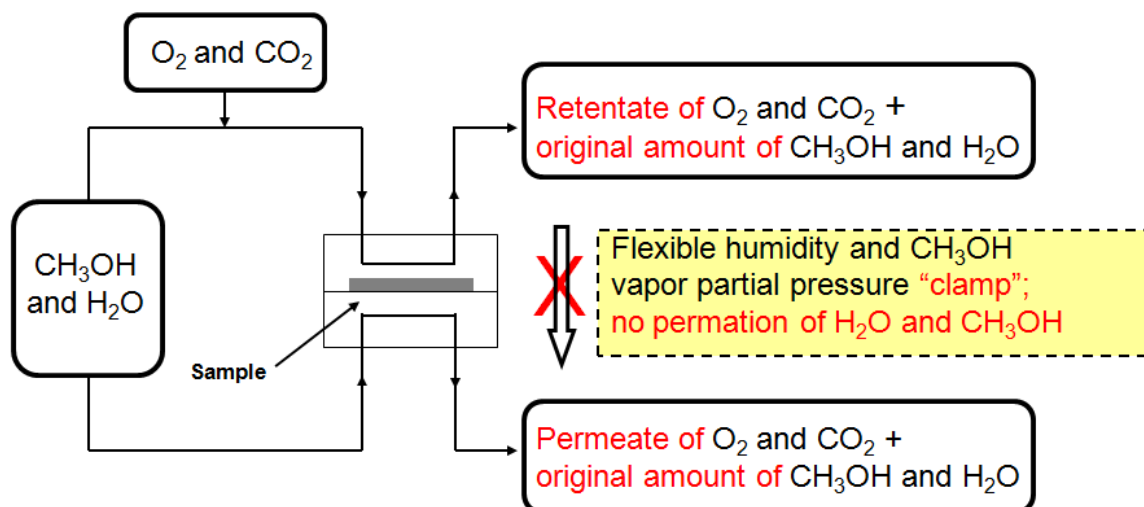 O₂ and CO₂
Retentate of O₂ and CO₂ +
original amount of CH₃OH and H₂O
CH₃OH
and H₂O
Flexible humidity and CH₃OH
vapor partial pressure “clamp”;
no permation of H₂O and CH₃OH
X
Sample
Permeate of O₂ and CO₂ +
original amount of CH₃OH and H₂O